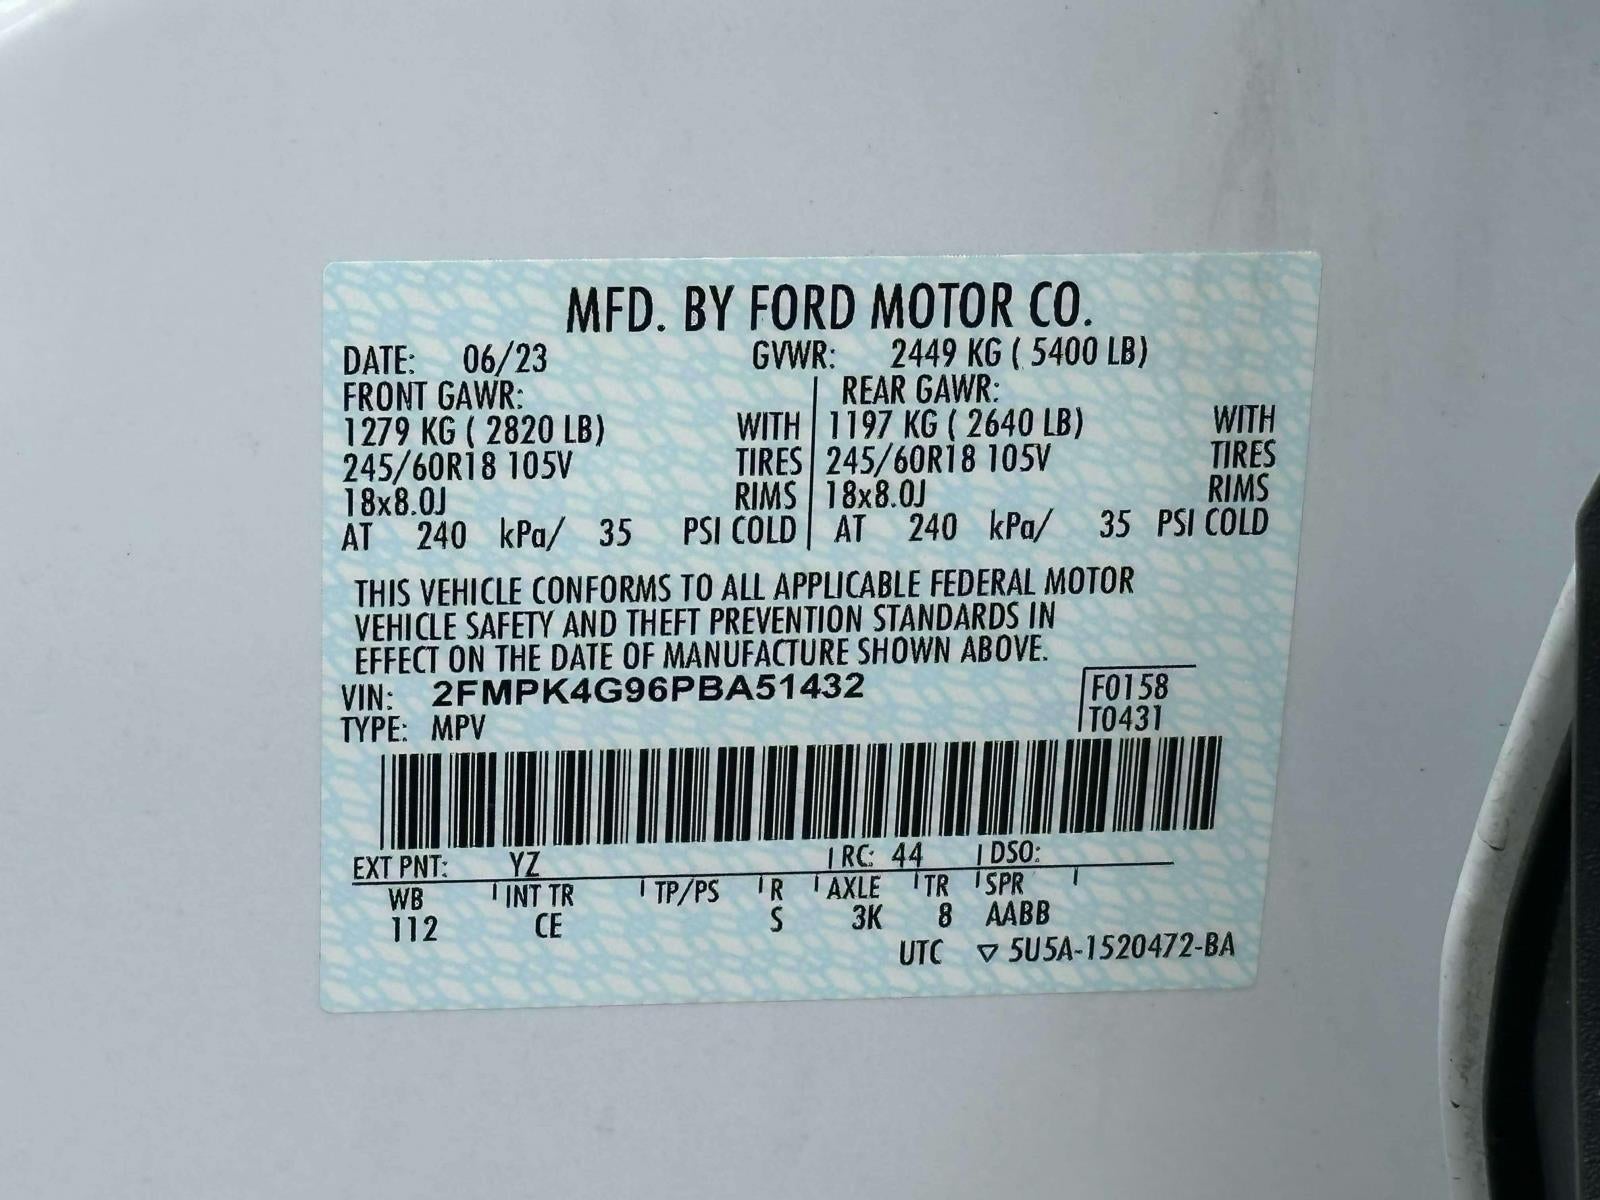 MFD. BY FORD MOTOR CO.
DATE: 06/23 GVWR: 2449 KG ( 5400 LB)
FRONT GAWR: REAR GAWR:
1279 KG ( 2820 LB) WITH 1197 KG ( 2640 LB) WITH
245/60R18 105V TIRES 245/60R18 105V TIRES
18x8.0J RIMS 18x8.0J RIMS
AT 240 kPa/ 35 PSI COLD AT 240 kPa/ 35 PSI COLD
THIS VEHICLE CONFORMS TO ALL APPLICABLE FEDERAL MOTOR
VEHICLE SAFETY AND THEFT PREVENTION STANDARDS IN
EFFECT ON THE DATE OF MANUFACTURE SHOWN ABOVE.
VIN: 2FMPK4G96PBA51432 F0158
TYPE: MPV T0431
EXT PNT: YZ RC: 44 DSO:
WB INT TR TP/PS R AXLE TR SPR
112 CE S 3K 8 AABB
UTC ▽ 5U5A-1520472-BA